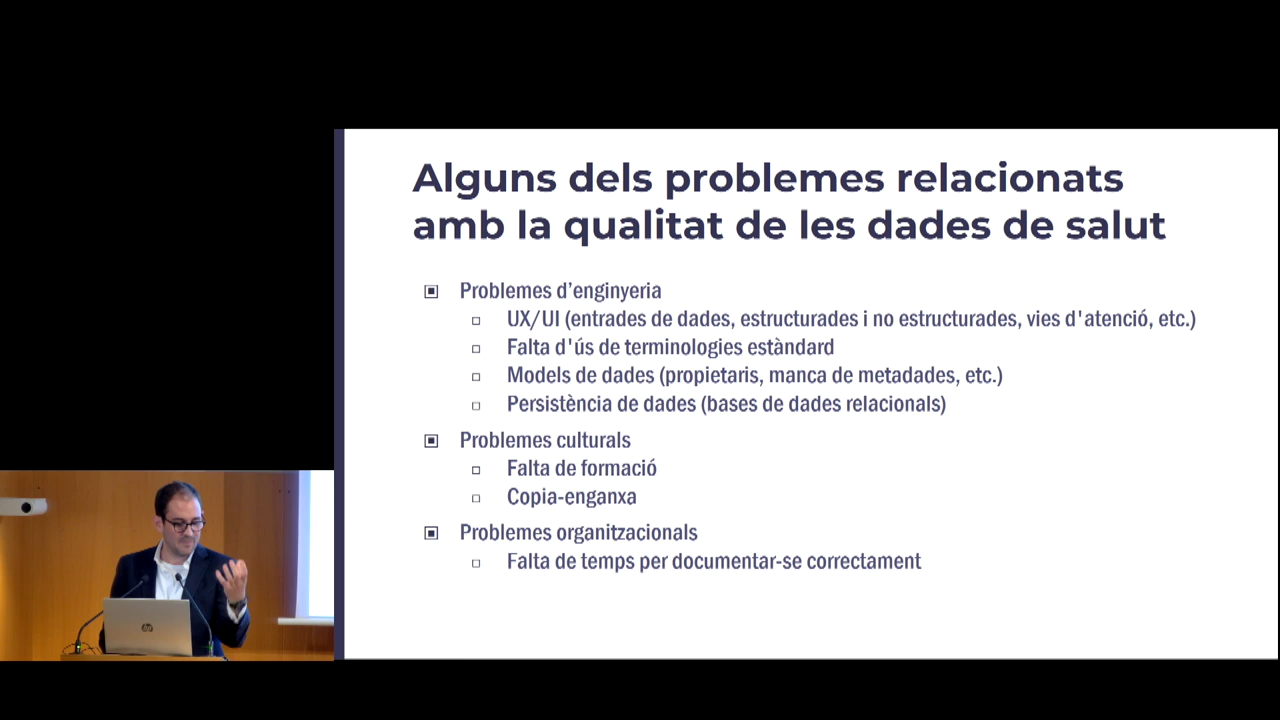 Alguns dels problemes relacionats
amb la qualitat de les dades de salut
Problemes d’enginyeria
UX/UI (entrades de dades, estructurades i no estructurades, vies d'atenció, etc.)
Falta d'ús de terminologies estàndard
Models de dades (propietaris, manca de metadades, etc.)
Persistència de dades (bases de dades relacionals)
Problemes culturals
Falta de formació
Copia-enganxa
Problemes organitzacionals
Falta de temps per documentar-se correctament
hp